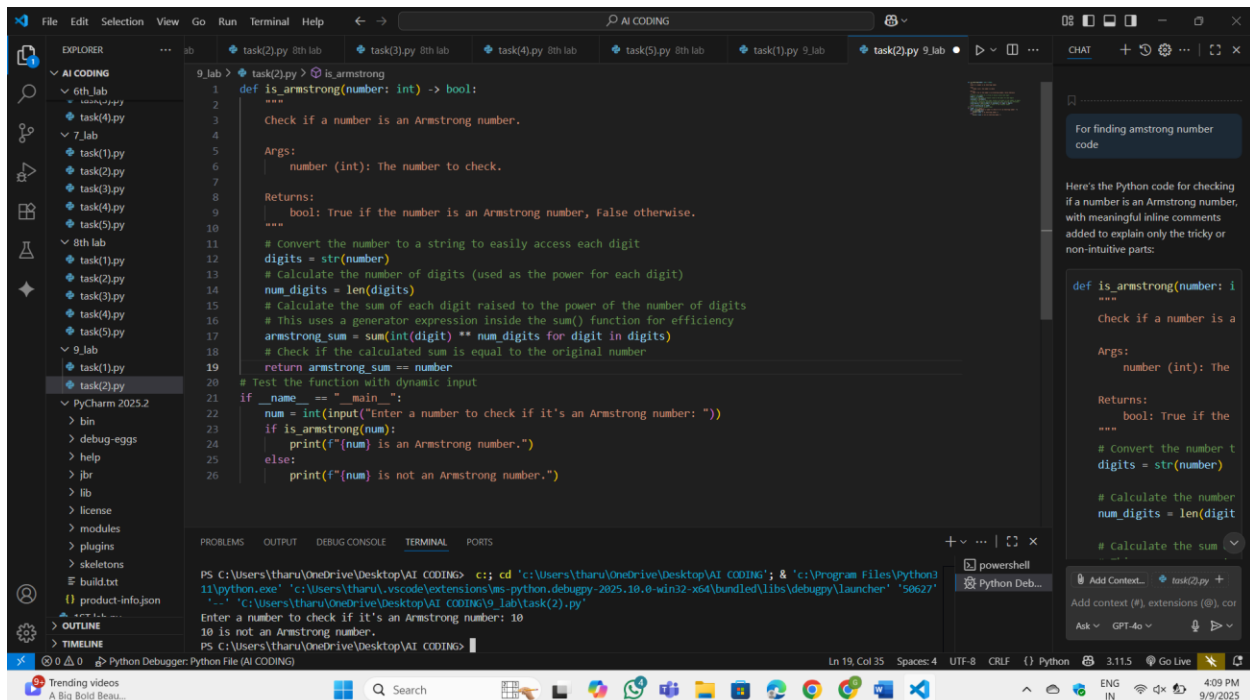 File Edit Selection View Go Run Terminal Help
AI CODING
EXPLORER
AI CODING
6th_lab
task(4).py
7_lab
task(1).py
task(2).py
task(3).py
task(4).py
task(5).py
8th lab
task(1).py
task(2).py
task(3).py
task(4).py
task(5).py
9_lab
task(1).py
task(2).py
PyCharm 2025.2
bin
debug-eggs
help
jbr
lib
license
modules
plugins
skeletons
build.txt
product-info.json
OUTLINE
TIMELINE
ab task(2).py 8th lab task(3).py 8th lab task(4).py 8th lab task(5).py 8th lab task(1).py 9_lab task(2).py 9_lab
9_lab > task(2).py > is_armstrong
1 def is_armstrong(number: int) -> bool:
2 """
3 Check if a number is an Armstrong number.
4
5 Args:
6 number (int): The number to check.
7
8 Returns:
9 bool: True if the number is an Armstrong number, False otherwise.
10 """
11 # Convert the number to a string to easily access each digit
12 digits = str(number)
13 # Calculate the number of digits (used as the power for each digit)
14 num_digits = len(digits)
15 # Calculate the sum of each digit raised to the power of the number of digits
16 # This uses a generator expression inside the sum() function for efficiency
17 armstrong_sum = sum(int(digit) ** num_digits for digit in digits)
18 # Check if the calculated sum is equal to the original number
19 return armstrong_sum == number
20 # Test the function with dynamic input
21 if __name__ == "__main__":
22 num = int(input("Enter a number to check if it's an Armstrong number: "))
23 if is_armstrong(num):
24 print(f"{num} is an Armstrong number.")
25 else:
26 print(f"{num} is not an Armstrong number.")
PROBLEMS OUTPUT DEBUG CONSOLE TERMINAL PORTS
PS C:\Users\tharu\OneDrive\Desktop\AI CODING> c:; cd 'c:\Users\tharu\OneDrive\Desktop\AI CODING'; & 'c:\Program Files\Python3
11\python.exe' 'c:\Users\tharu\.vscode\extensions\ms-python.debugpy-2025.10.0-win32-x64\bundled\libs\debugpy\launcher' '50627'
'--' 'C:\Users\tharu\OneDrive\Desktop\AI CODING\9_lab\task(2).py'
Enter a number to check if it's an Armstrong number: 10
10 is not an Armstrong number.
PS C:\Users\tharu\OneDrive\Desktop\AI CODING>
powershell
Python Deb...
CHAT
For finding amstrong number
code
Here's the Python code for checking
if a number is an Armstrong number,
with meaningful inline comments
added to explain only the tricky or
non-intuitive parts:
def is_armstrong(number: i
"""
Check if a number is a
Args:
number (int): The
Returns:
bool: True if the
"""
# Convert the number t
digits = str(number)
# Calculate the number
num_digits = len(digit
# Calculate the sum
Add Context... task(2).py +
Add context (#), extensions (@), cor
Ask GPT-4o
0 0 Python Debugger: Python File (AI CODING)
Ln 19, Col 35 Spaces: 4 UTF-8 CRLF {} Python 3.11.5 Go Live
9+ Trending videos
A Big Bold Beau...
Search
4
ENG
IN
4:09 PM
9/9/2025